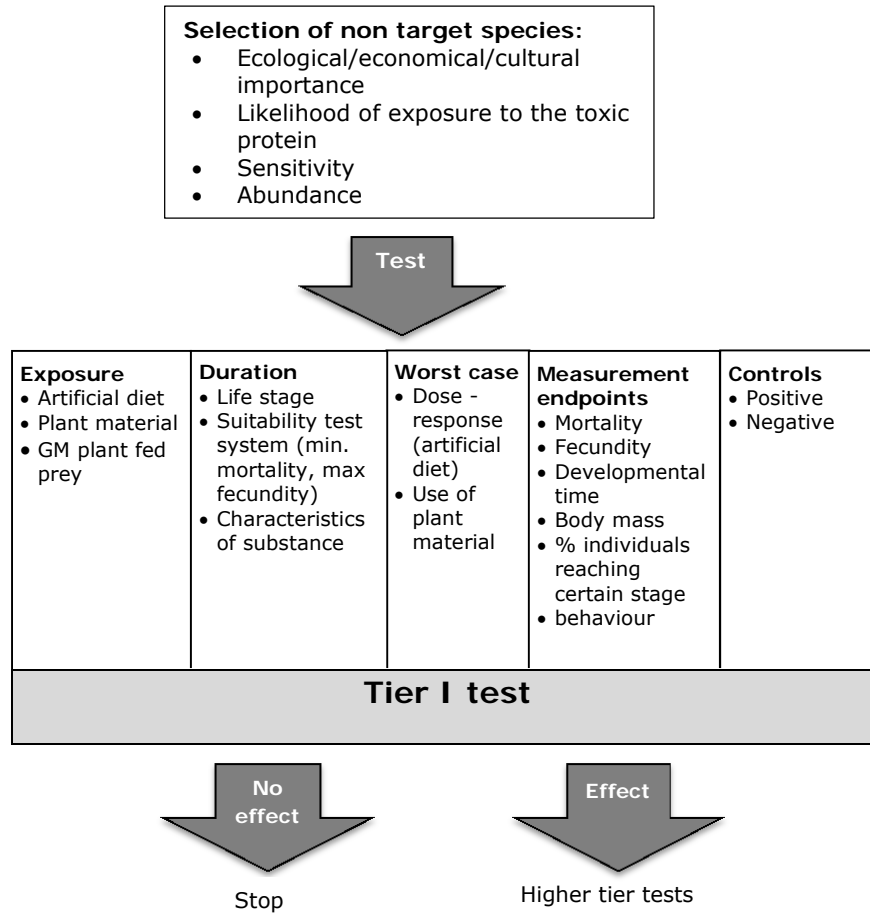 Selection of non target species:
• Ecological/economical/cultural
importance
• Likelihood of exposure to the toxic
protein
• Sensitivity
• Abundance
Test
Exposure
• Artificial diet
• Plant material
• GM plant fed
prey
Duration
• Life stage
• Suitability test
system (min.
mortality, max
fecundity)
• Characteristics
of substance
Worst case
• Dose -
response
(artificial
diet)
• Use of
plant
material
Measurement
endpoints
• Mortality
• Fecundity
• Developmental
time
• Body mass
• % individuals
reaching
certain stage
• behaviour
Controls
• Positive
• Negative
Tier I test
No
effect
Effect
Stop
Higher tier tests